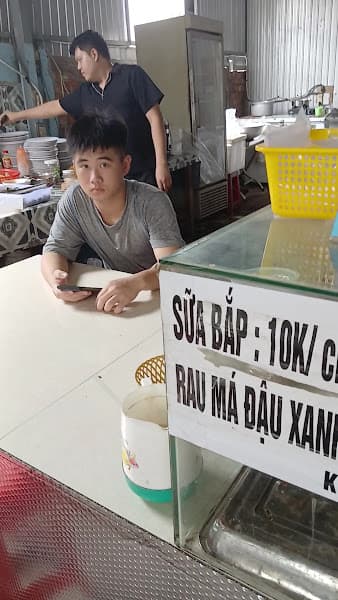 SỮA BẮP : 10K/
RAU MÁ ĐẬU XANH